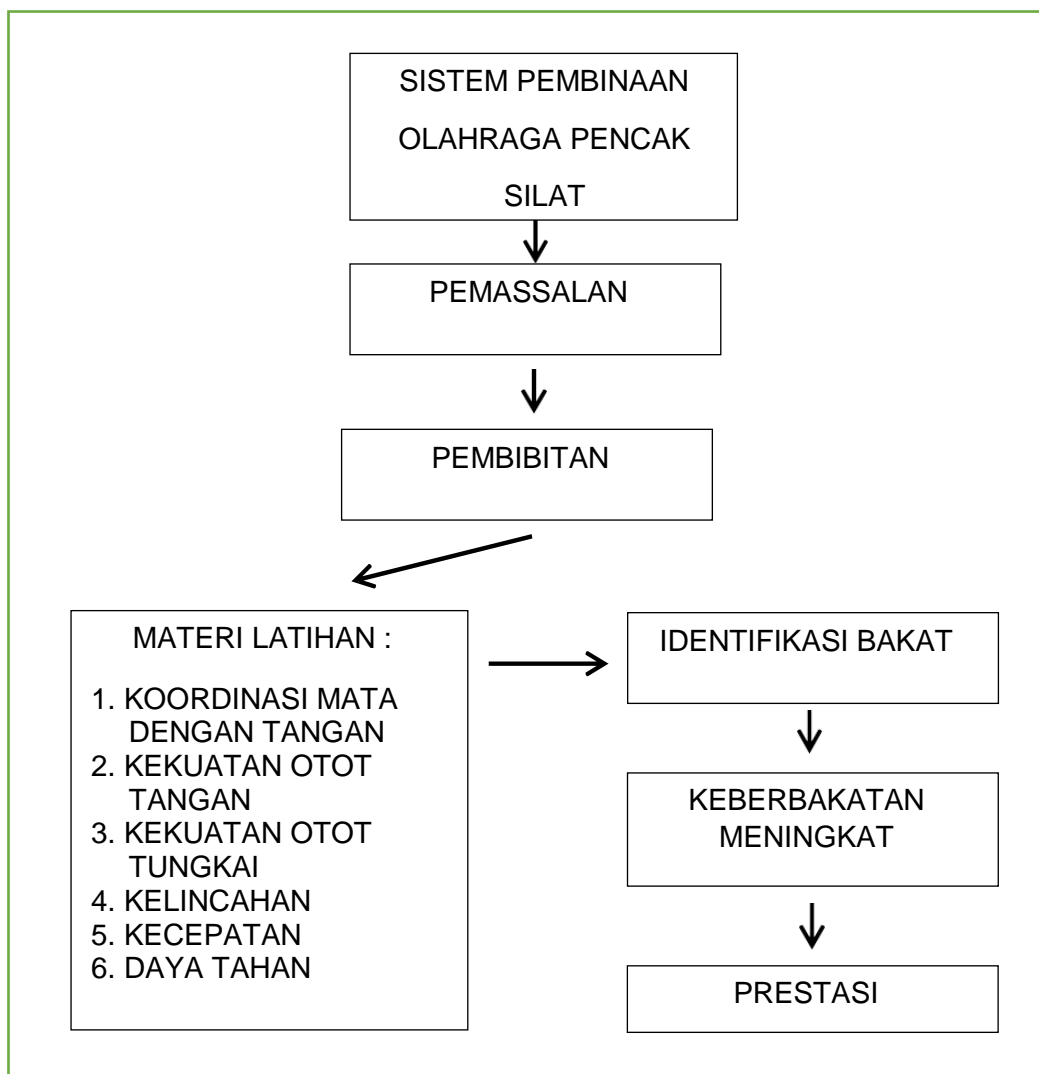 SISTEM PEMBINAAN
OLAHRAGA PENCAK
SILAT
PEMASSALAN
PEMBIBITAN
MATERI LATIHAN :
1. KOORDINASI MATA
DENGAN TANGAN
2. KEKUATAN OTOT
TANGAN
3. KEKUATAN OTOT
TUNGKAI
4. KELINCAHAN
5. KECEPATAN
6. DAYA TAHAN
IDENTIFIKASI BAKAT
KEBERBAKATAN
MENINGKAT
PRESTASI